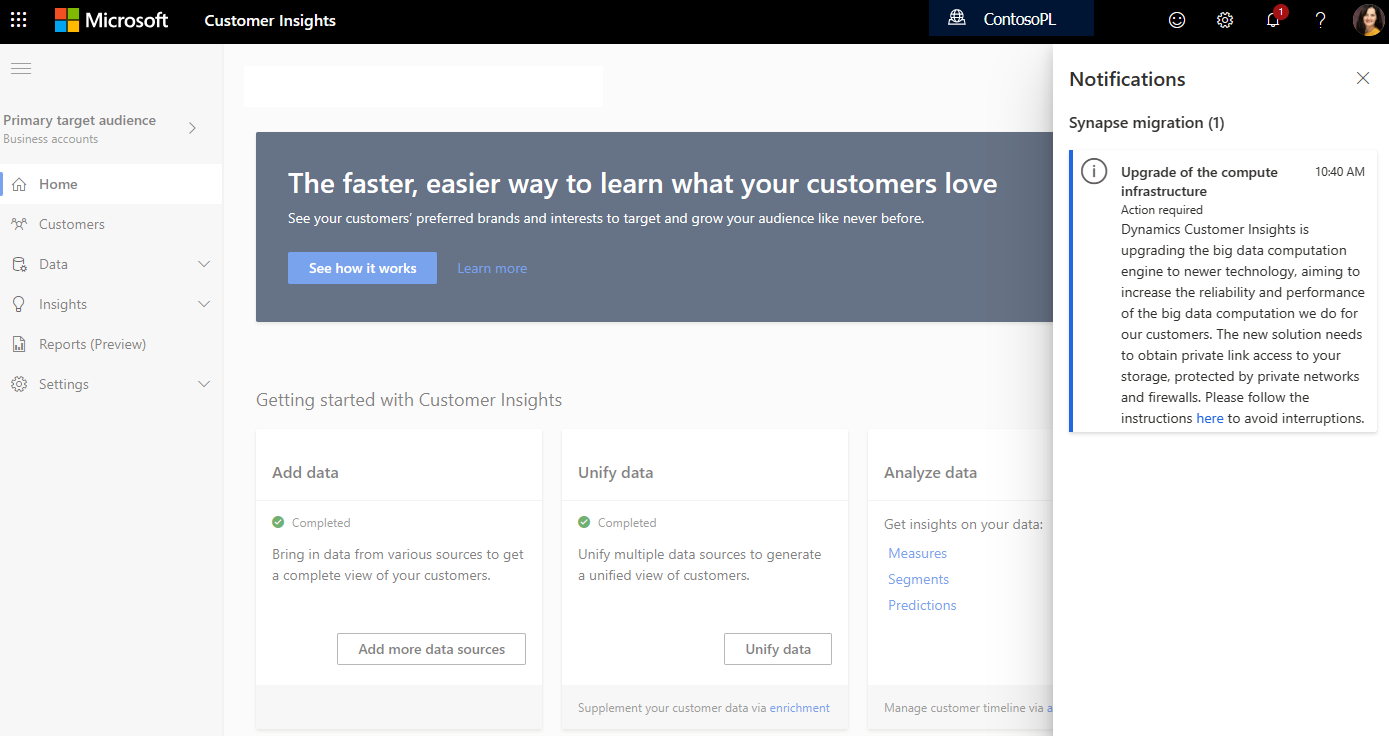 Microsoft
Customer Insights
ContosoPL
1
?
Primary target audience
Business accounts
Home
Customers
Data
Insights
Reports (Preview)
Settings
The faster, easier way to learn what your customers love
See your customers’ preferred brands and interests to target and grow your audience like never before.
See how it works
Learn more
Getting started with Customer Insights
Add data
Completed
Bring in data from various sources to get
a complete view of your customers.
Add more data sources
Unify data
Completed
Unify multiple data sources to generate
a unified view of customers.
Unify data
Supplement your customer data via enrichment
Analyze data
Get insights on your data:
Measures
Segments
Predictions
Manage customer timeline via a
Notifications
Synapse migration (1)
Upgrade of the compute
infrastructure
10:40 AM
Action required
Dynamics Customer Insights is
upgrading the big data computation
engine to newer technology, aiming to
increase the reliability and performance
of the big data computation we do for
our customers. The new solution needs
to obtain private link access to your
storage, protected by private networks
and firewalls. Please follow the
instructions here to avoid interruptions.